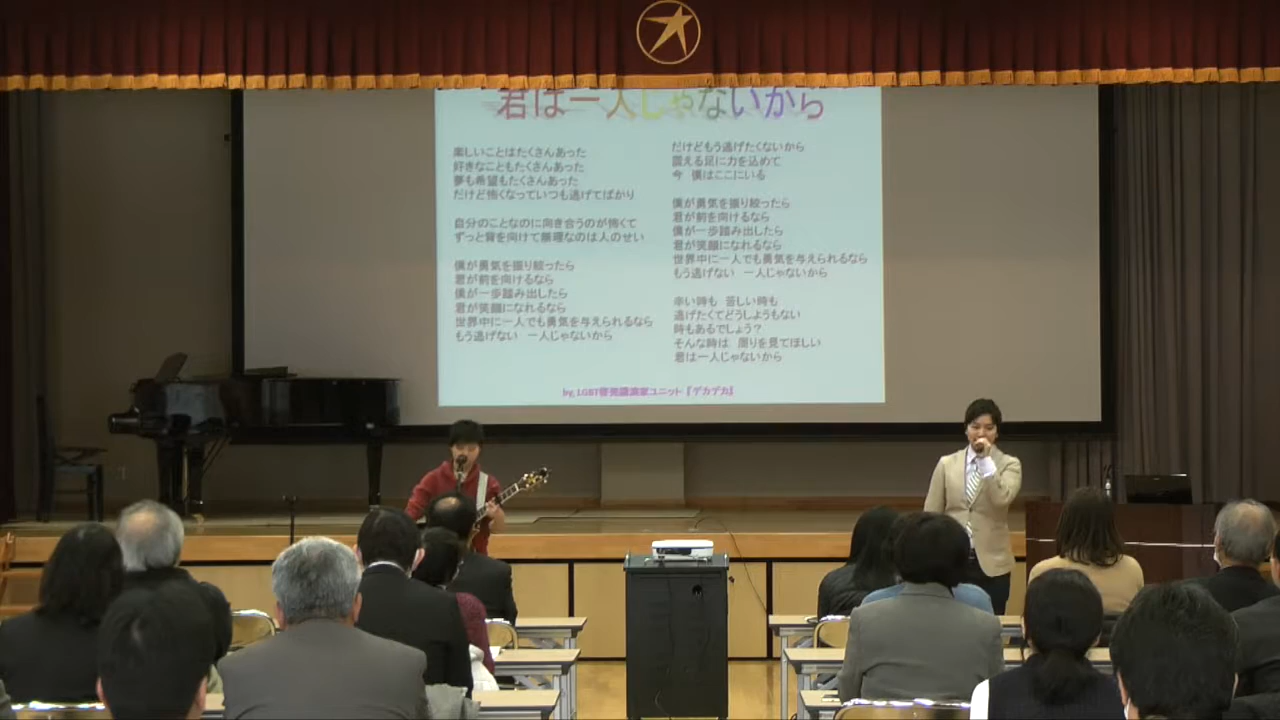 君は一人じゃないから
楽しいことはたくさんあった
好きなこともたくさんあった
夢も希望もたくさんあった
だけど怖くなっていつも逃げてばかり
自分のことなのに向き合うのが怖くて
ずっと背を向けて無理なのは人のせい
僕が勇気を振り絞ったら
君が前を向けるなら
僕が一歩踏み出したら
君が笑顔になれるなら
世界中に一人でも勇気を与えられるなら
もう逃げない 一人じゃないから
だけどもう逃げたくないから
震える足に力を込めて
今 僕はここにいる
僕が勇気を振り絞ったら
君が前を向けるなら
僕が一歩踏み出したら
君が笑顔になれるなら
世界中に一人でも勇気を与えられるなら
もう逃げない 一人じゃないから
辛い時も 苦しい時も
逃げたくてどうしようもない
時もあるでしょう?
そんな時は 周りを見てほしい
君は一人じゃないから
by LGBT啓発講演家ユニット『デカデカ』